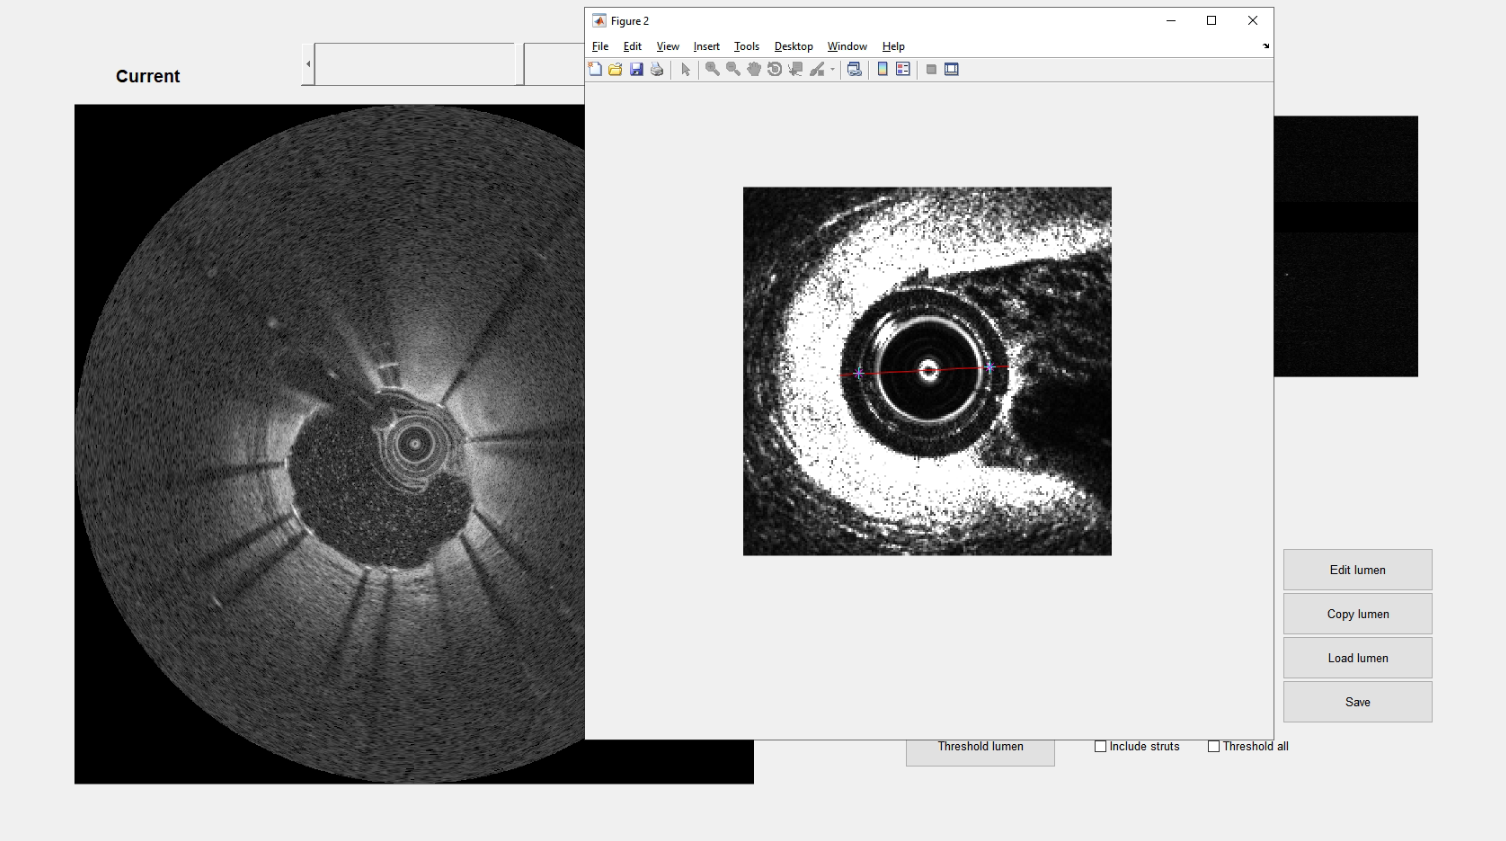 Figure 2
File Edit View Insert Tools Desktop Window Help
Current
Edit lumen
Copy lumen
Load lumen
Save
Threshold lumen
Include struts
Threshold all